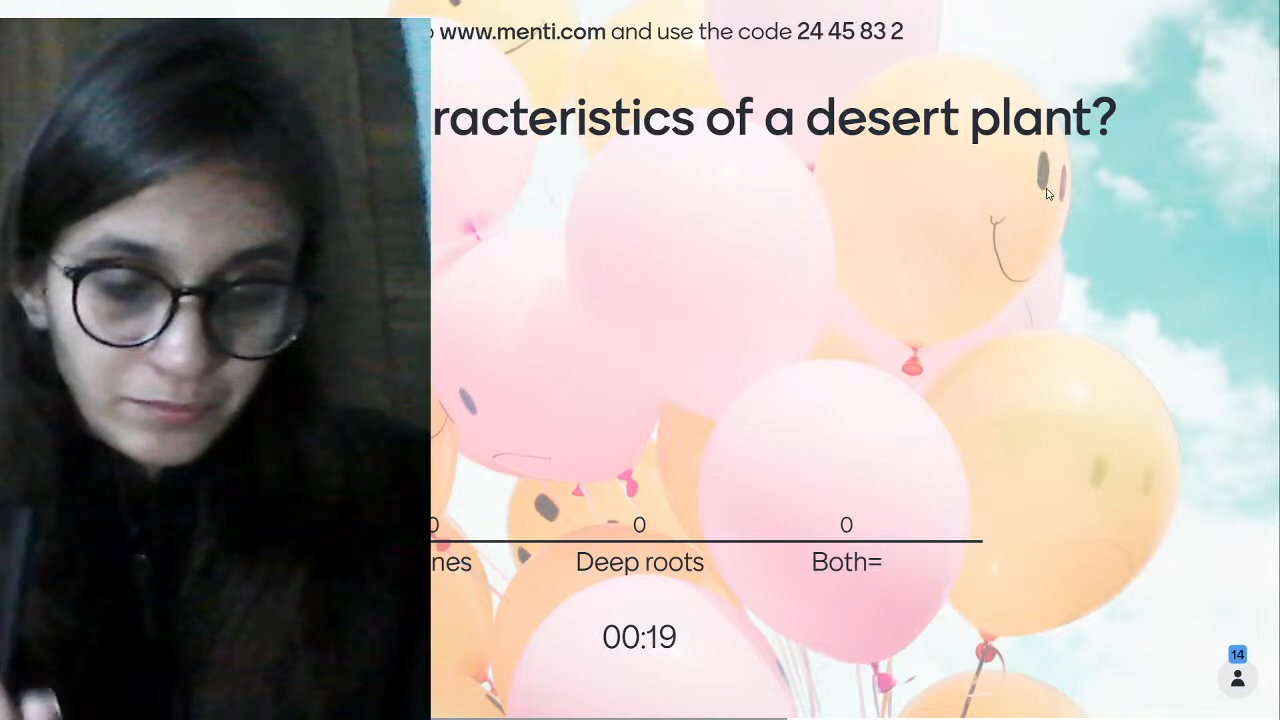 www.menti.com and use the code 24 45 83 2
racteristics of a desert plant?
0 0 0
nes Deep roots Both=
00:19
14